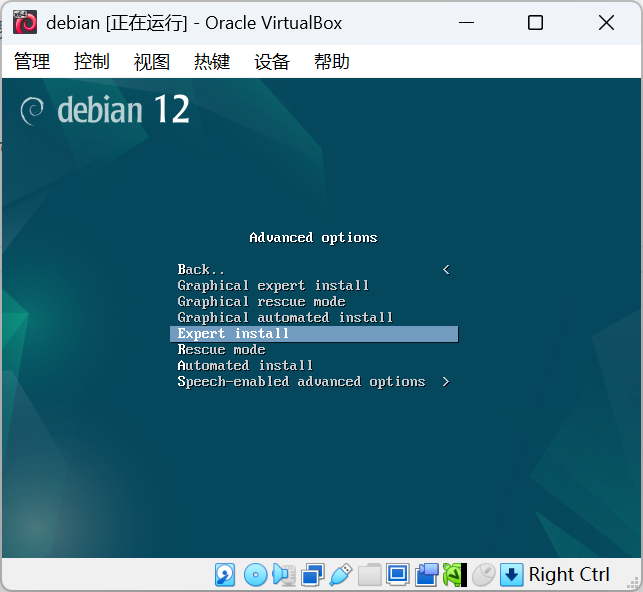 debian [正在运行] - Oracle VirtualBox
管理 控制 视图 热键 设备 帮助
debian 12
Advanced options
Back.. <
Graphical expert install
Graphical rescue mode
Graphical automated install
Expert install
Rescue mode
Automated install
Speech-enabled advanced options >
Right Ctrl